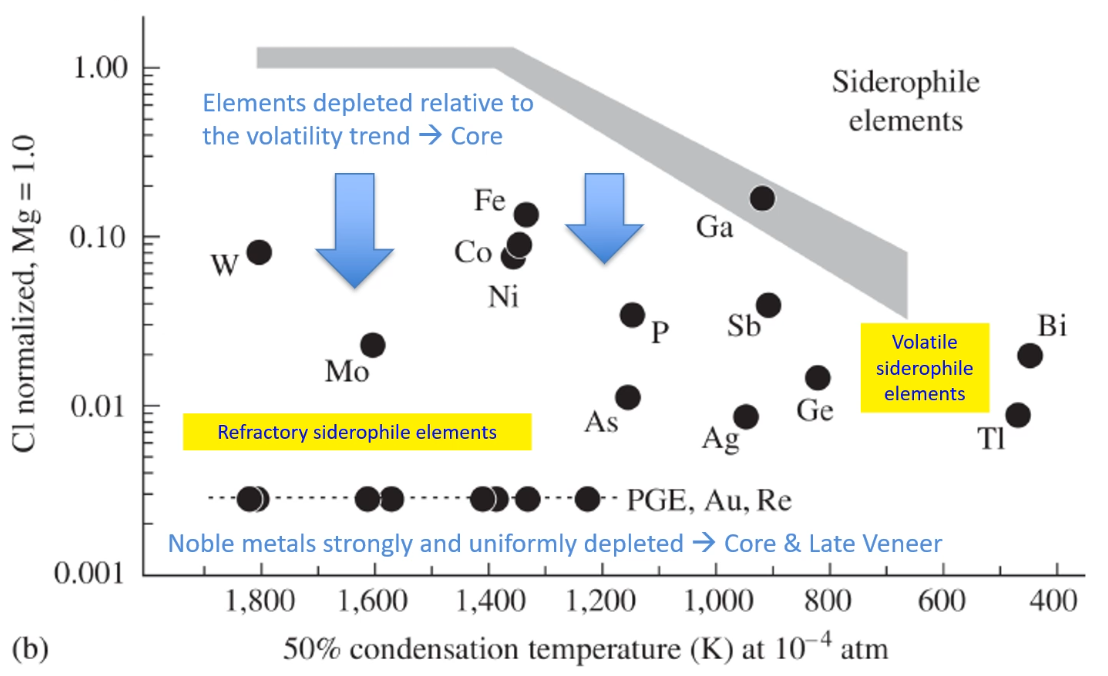 1.00
0.10
0.01
0.001
CI normalized, Mg = 1.0
Siderophile
elements
Elements depleted relative to
the volatility trend → Core
W
Mo
Fe
Co
Ni
Ga
P
As
Sb
Ag
Ge
Bi
Tl
Volatile
siderophile
elements
Refractory siderophile elements
PGE, Au, Re
Noble metals strongly and uniformly depleted → Core & Late Veneer
1,800 1,600 1,400 1,200 1,000 800 600 400
(b) 50% condensation temperature (K) at 10⁻⁴ atm